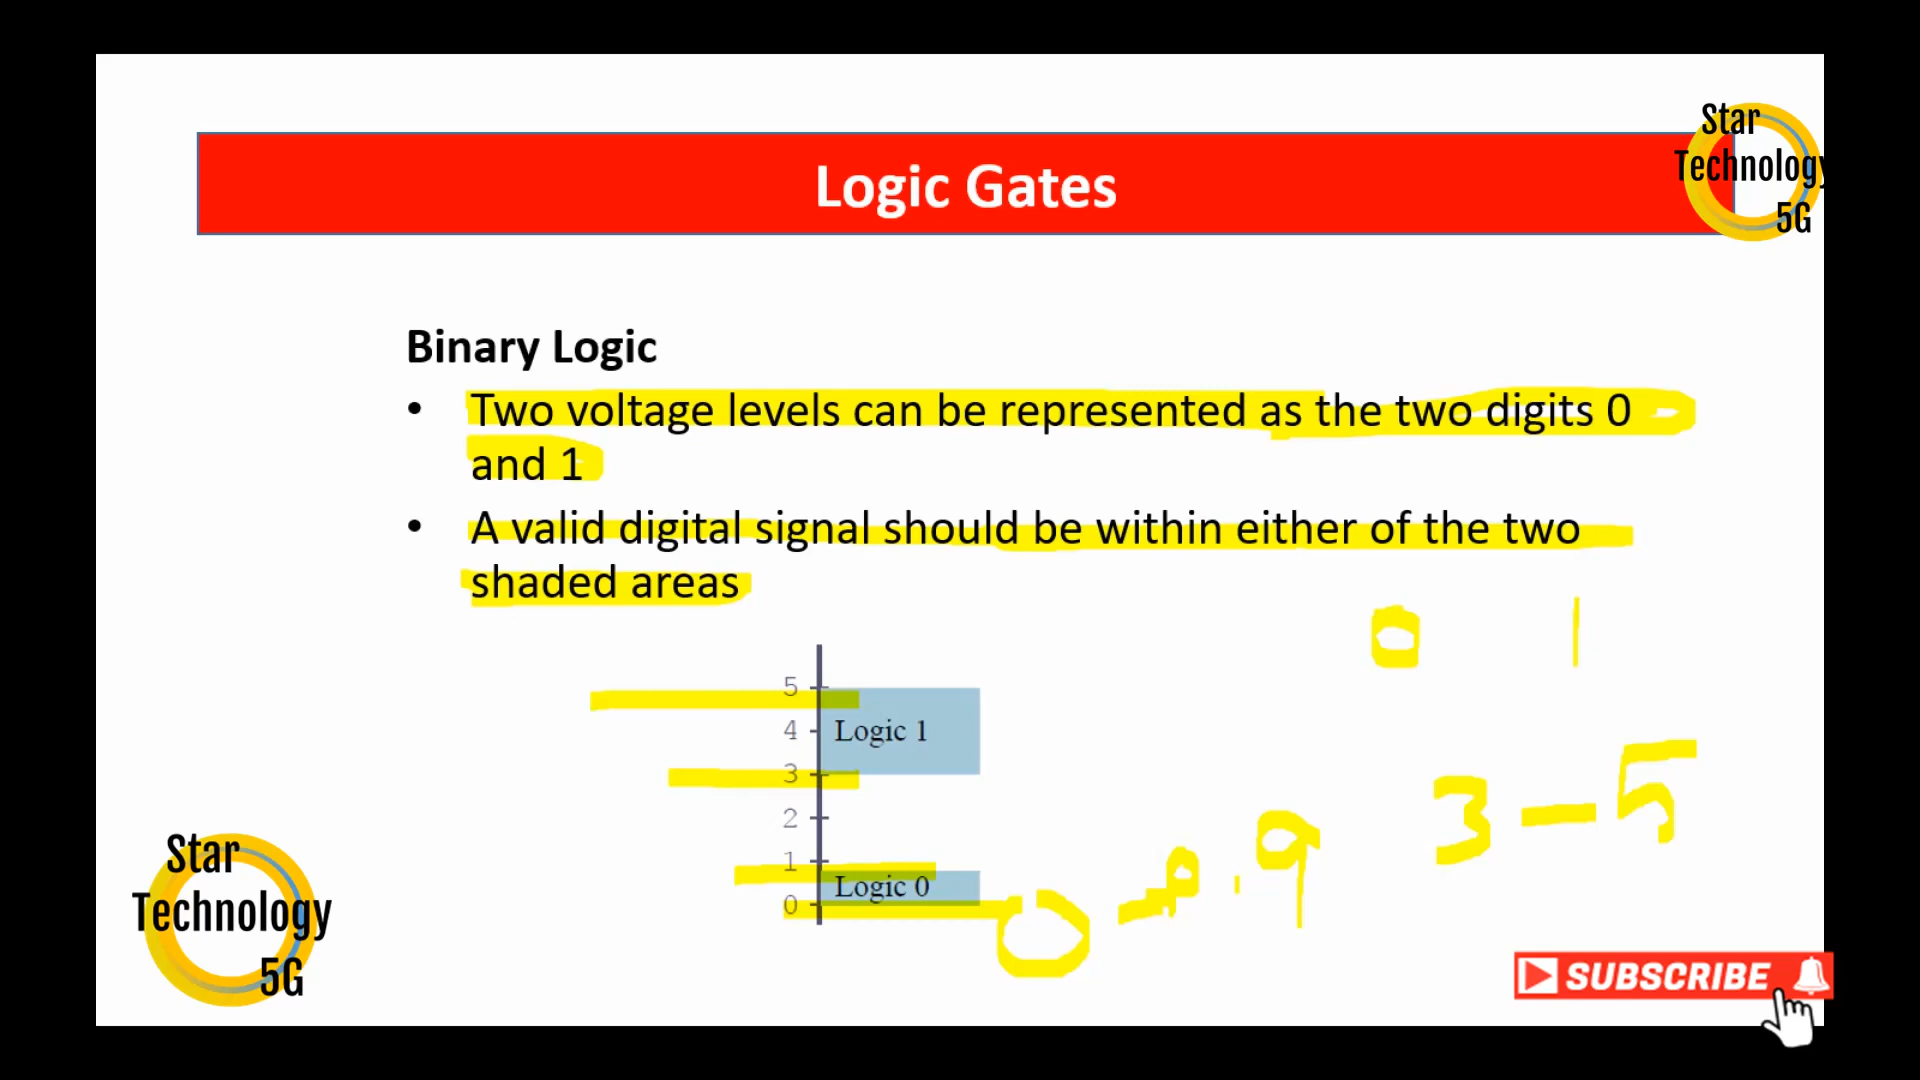 Star
Technology
5G
Logic Gates
Binary Logic
• Two voltage levels can be represented as the two digits 0
and 1
• A valid digital signal should be within either of the two
shaded areas
0 1
5
4 Logic 1
3
2
1
0 Logic 0
3-5
0-0.9
Star
Technology
5G
SUBSCRIBE